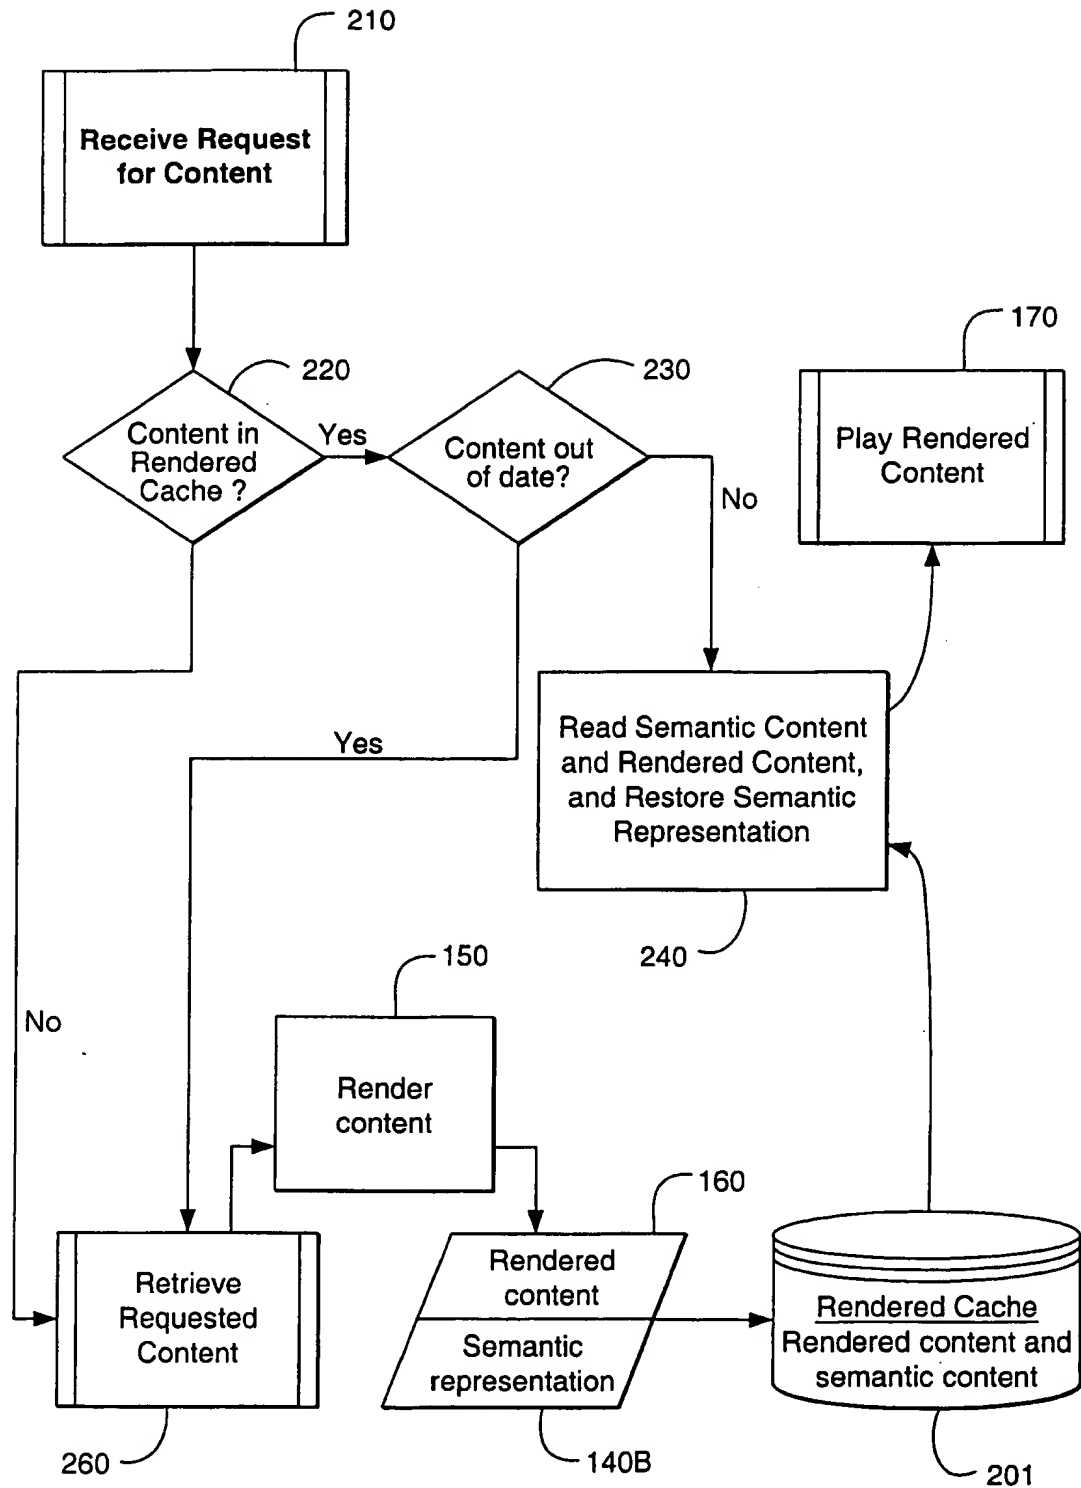 210
Receive Request
for Content
170
220
230
Play Rendered
Content
Content in
Rendered
Cache ?
Yes
Content out
of date?
No
Read Semantic Content
and Rendered Content,
and Restore Semantic
Representation
Yes
240
150
No
Render
content
160
Retrieve
Requested
Content
Rendered
content
Semantic
representation
Rendered Cache
Rendered content and
semantic content
260
140B
201